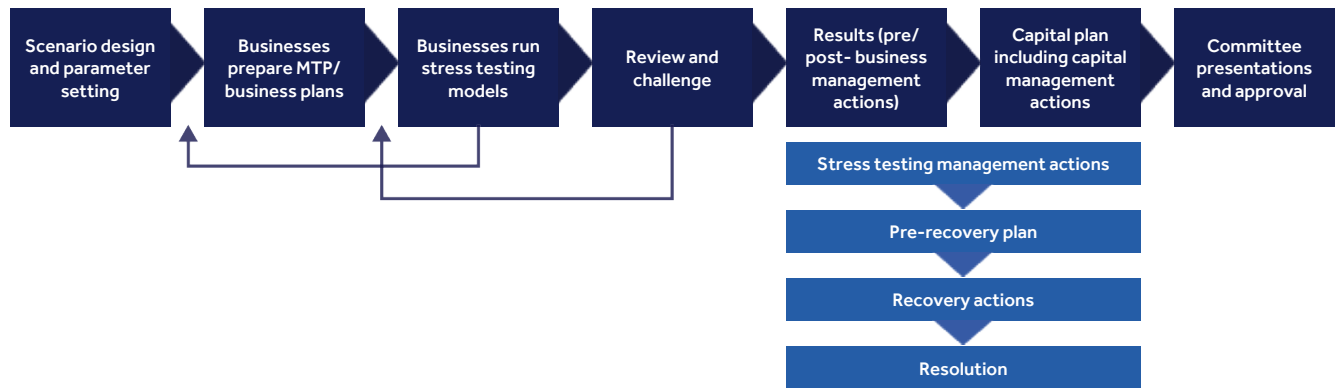 Scenario design
and parameter
setting
Businesses
prepare MTP/
business plans
Businesses run
stress testing
models
Review and
challenge
Results (pre/
post- business
management
actions)
Capital plan
including capital
management
actions
Committee
presentations
and approval
Stress testing management actions
Pre-recovery plan
Recovery actions
Resolution